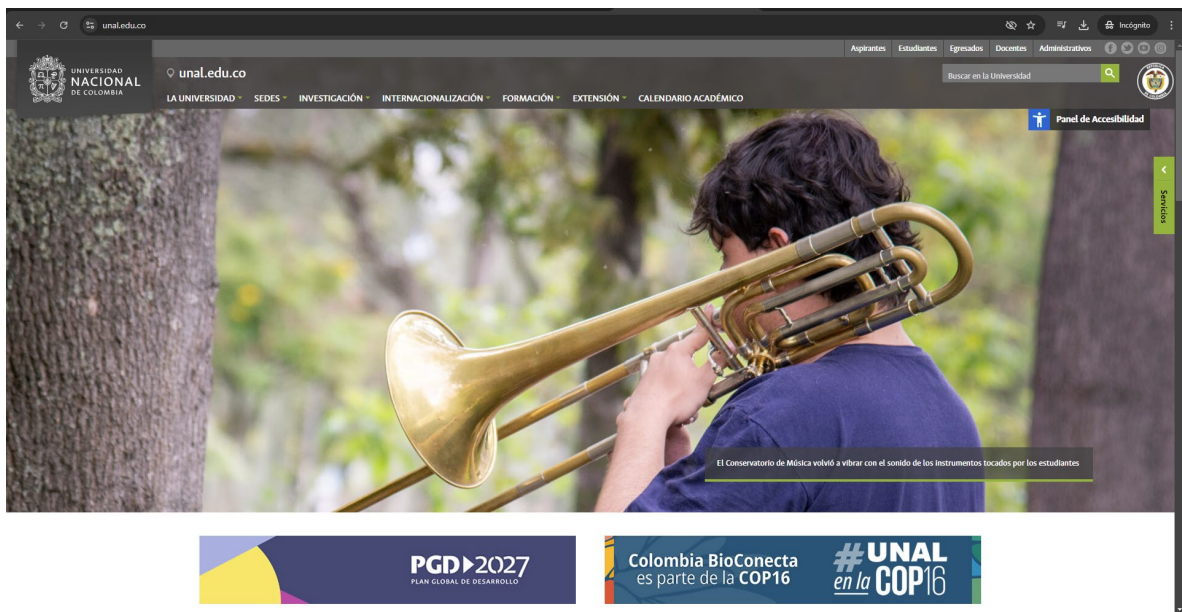 unal.edu.co
Incógnito
Aspirantes Estudiantes Egresados Docentes Administrativos
UNIVERSIDAD
NACIONAL
DE COLOMBIA
unal.edu.co
Buscar en la Universidad
LA UNIVERSIDAD SEDES INVESTIGACIÓN INTERNACIONALIZACIÓN FORMACIÓN EXTENSIÓN CALENDARIO ACADÉMICO
Panel de Accesibilidad
Servicios
El Conservatorio de Música volvió a vibrar con el sonido de los instrumentos tocados por los estudiantes
PGD 2027
PLAN GLOBAL DE DESARROLLO
Colombia BioConecta
es parte de la COP16
#UNAL
en la COP16